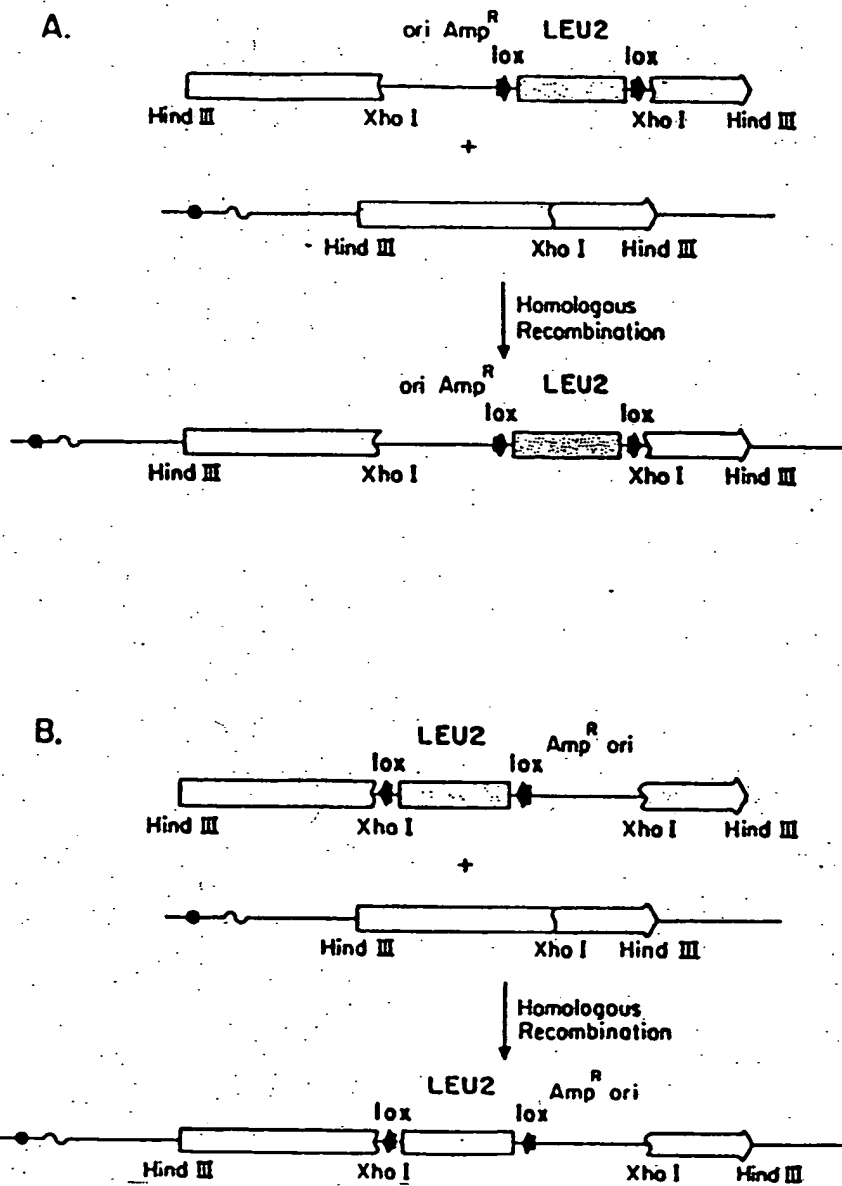 A.
ori Amp^R LEU2
lox lox
Hind III Xho I Xho I Hind III
+
Hind III Xho I Hind III
Homologous
Recombination
ori Amp^R LEU2
lox lox
Hind III Xho I Xho I Hind III
B.
LEU2 Amp^R ori
lox lox
Hind III Xho I Xho I Hind III
+
Hind III Xho I Hind III
Homologous
Recombination
LEU2 Amp^R ori
lox lox
Hind III Xho I Xho I Hind III